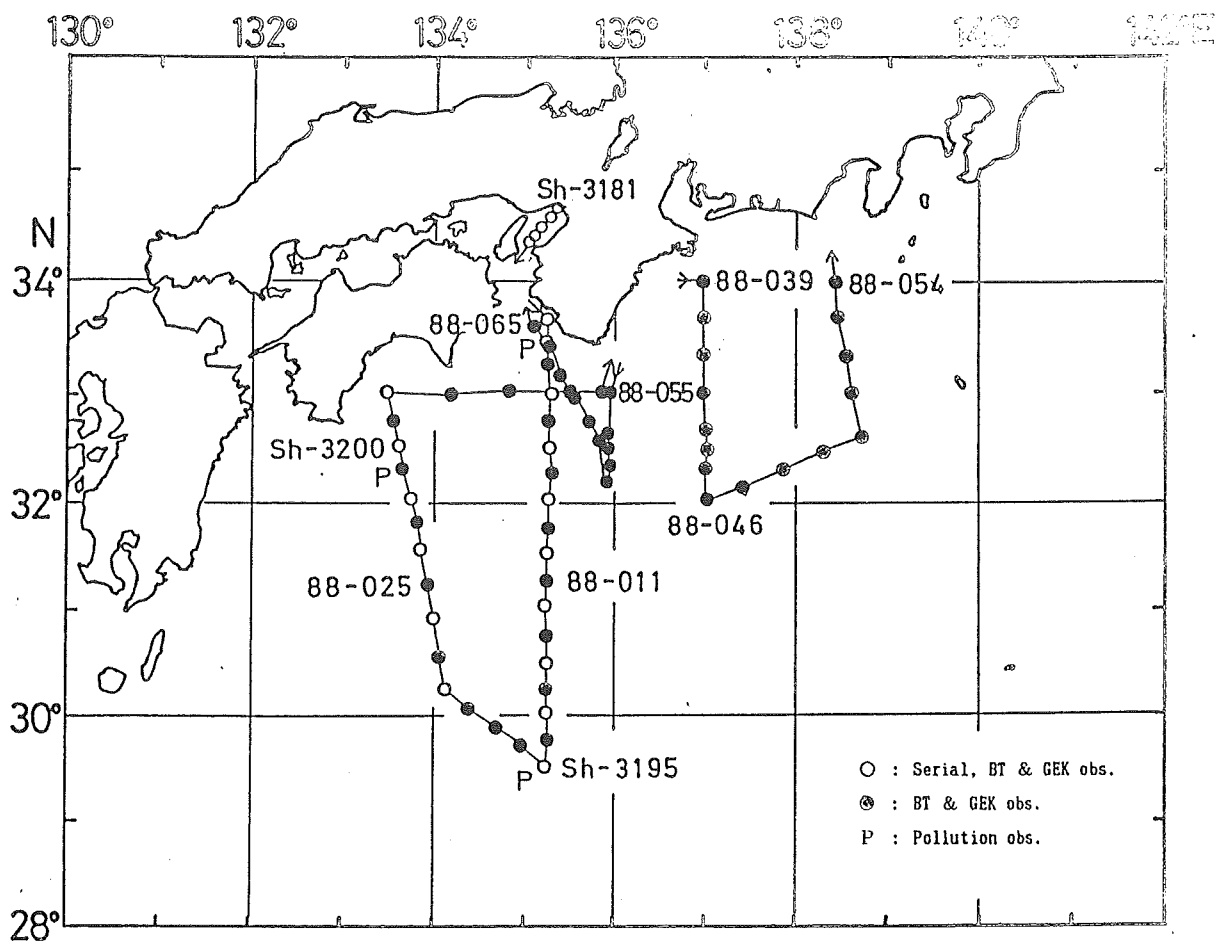 130° 132° 134° 136° 138° 140° 142°E
Sh-3181
N
34°
88-039 88-054
88-065
P
88-055
Sh-3200
P
32°
88-046
88-025 88-011
30°
P Sh-3195
O : Serial, BT & GEK obs.
: BT & GEK obs.
P : Pollution obs.
28°